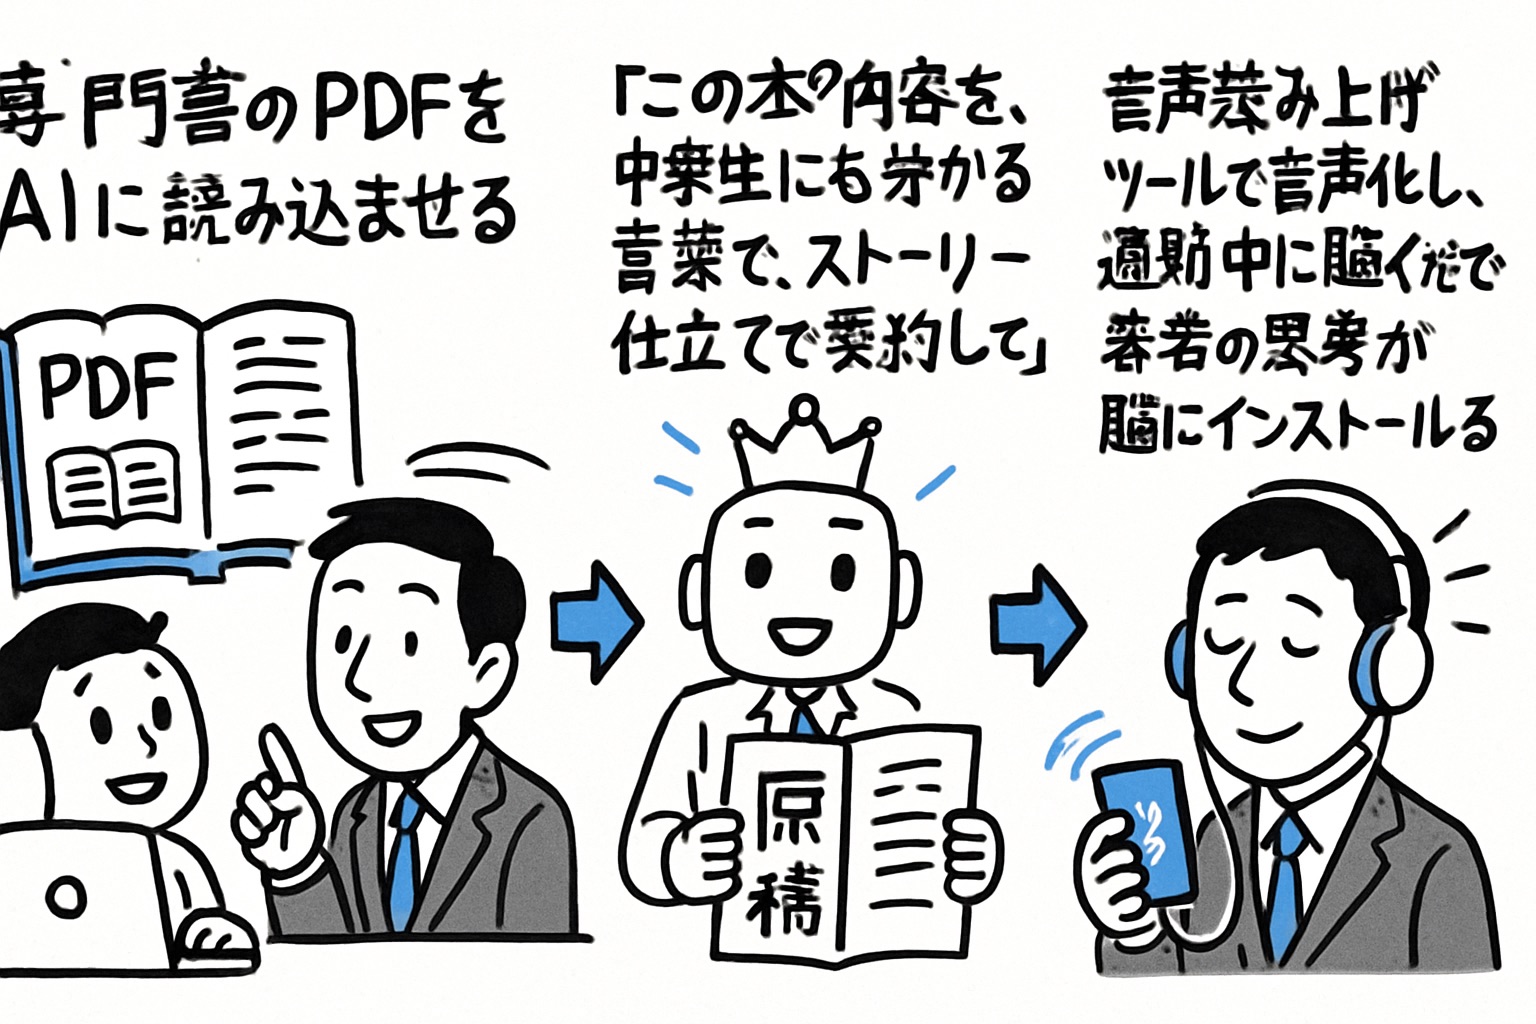 専門書のPDFを
AIに読み込ませる
PDF
「この本の内容を、
中学生にも分かる
言葉で、ストーリー
仕立てで要約して」
原稿
音声読み上げ
ツールで音声化し、
通勤中に聴くだけで
著者の思考が
脳にインストールる